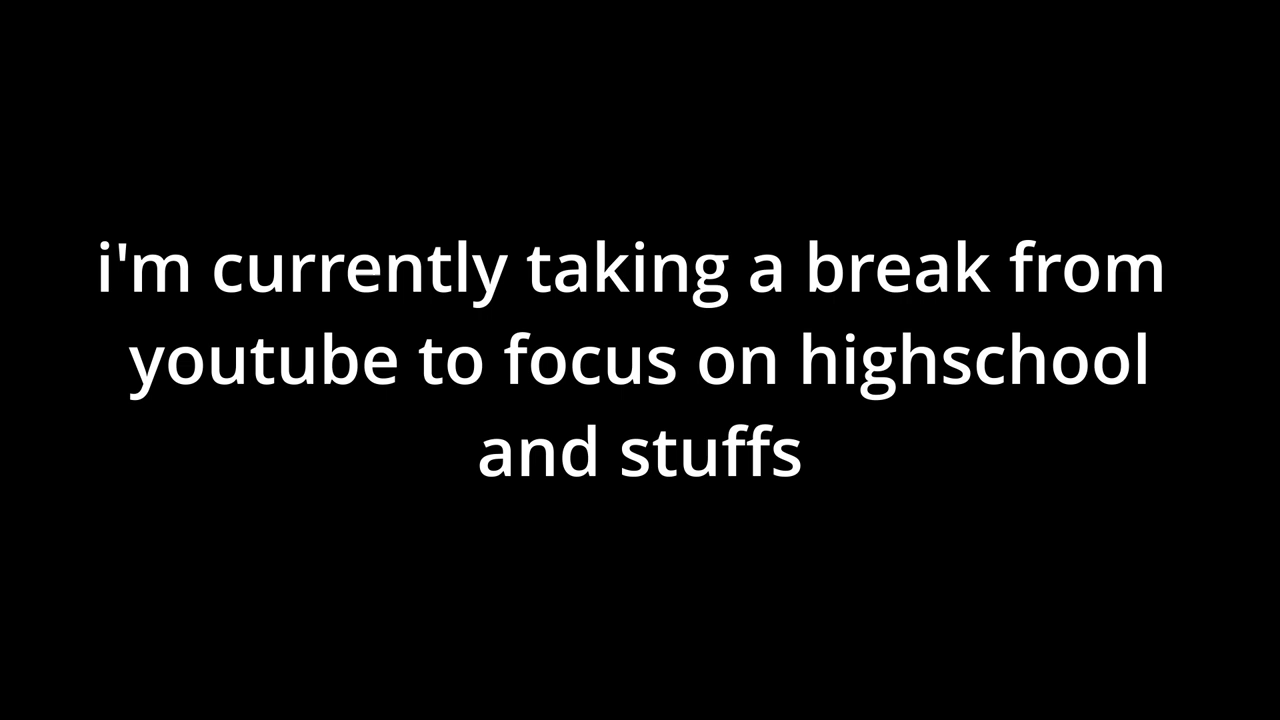 i'm currently taking a break from
youtube to focus on highschool
and stuffs